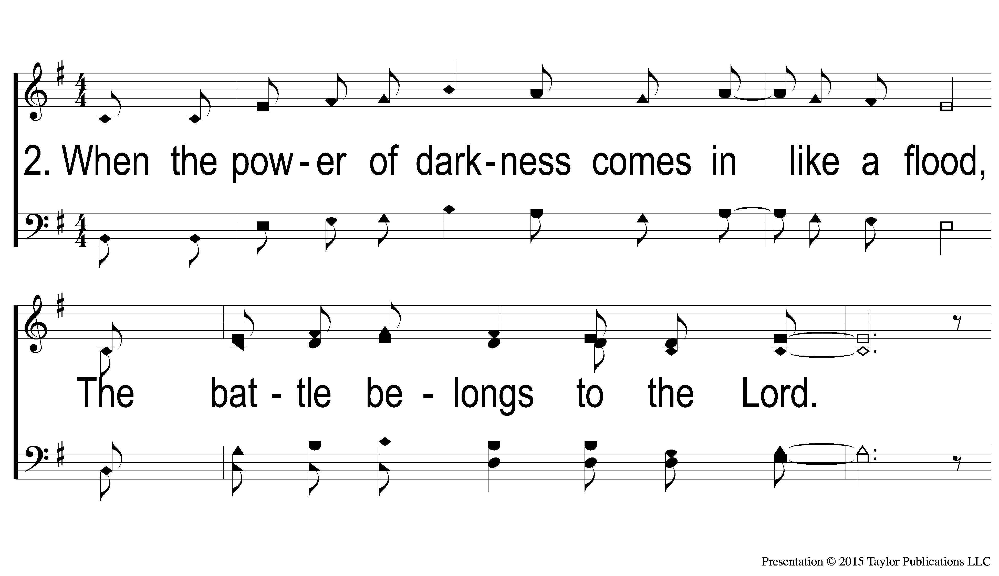 2. When the pow-er of dark-ness comes in like a flood,
The bat - tle be - longs to the Lord.
Presentation © 2015 Taylor Publications LLC